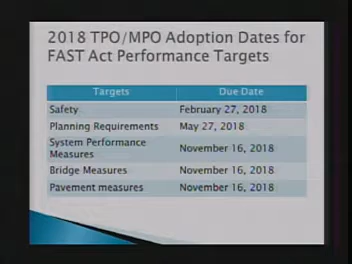 2018 TPO/MPO Adoption Dates for
FAST Act Performance Targets
Targets Due Date
Safety February 27, 2018
Planning Requirements May 27, 2018
System Performance
Measures November 16, 2018
Bridge Measures November 16, 2018
Pavement measures November 16, 2018